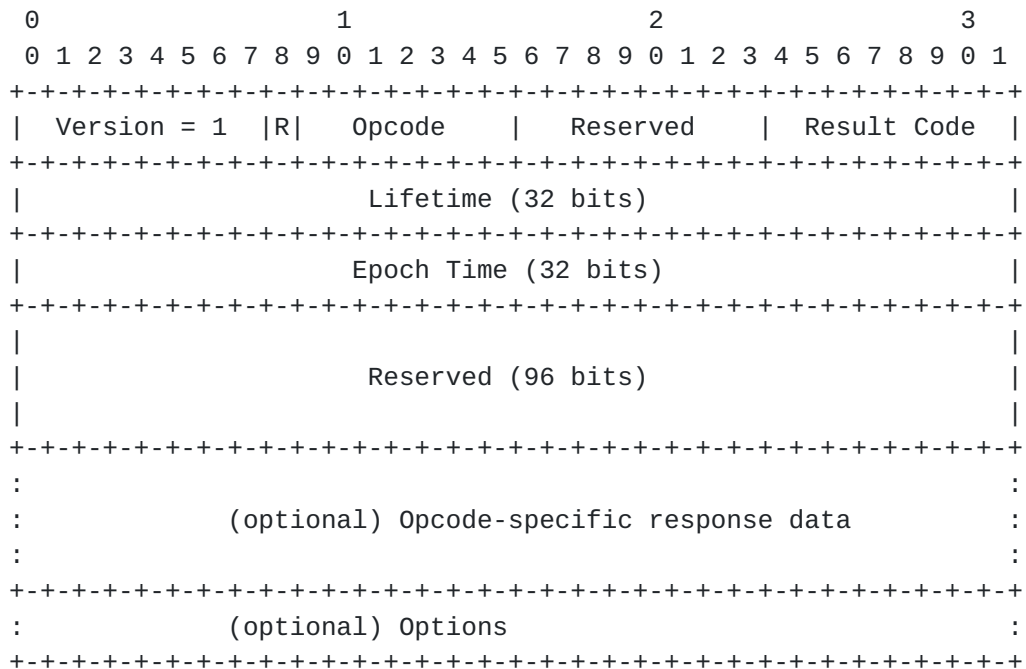 0                   1                   2                   3
 0 1 2 3 4 5 6 7 8 9 0 1 2 3 4 5 6 7 8 9 0 1 2 3 4 5 6 7 8 9 0 1
+-+-+-+-+-+-+-+-+-+-+-+-+-+-+-+-+-+-+-+-+-+-+-+-+-+-+-+-+-+-+-+-+
|  Version = 1  |R|   Opcode    |   Reserved    |  Result Code  |
+-+-+-+-+-+-+-+-+-+-+-+-+-+-+-+-+-+-+-+-+-+-+-+-+-+-+-+-+-+-+-+-+
|                      Lifetime (32 bits)                       |
+-+-+-+-+-+-+-+-+-+-+-+-+-+-+-+-+-+-+-+-+-+-+-+-+-+-+-+-+-+-+-+-+
|                     Epoch Time (32 bits)                      |
+-+-+-+-+-+-+-+-+-+-+-+-+-+-+-+-+-+-+-+-+-+-+-+-+-+-+-+-+-+-+-+-+
|                                                               |
|                      Reserved (96 bits)                       |
|                                                               |
+-+-+-+-+-+-+-+-+-+-+-+-+-+-+-+-+-+-+-+-+-+-+-+-+-+-+-+-+-+-+-+-+
:                                                               :
:             (optional) Opcode-specific response data          :
:                                                               :
+-+-+-+-+-+-+-+-+-+-+-+-+-+-+-+-+-+-+-+-+-+-+-+-+-+-+-+-+-+-+-+-+
:             (optional) Options                                :
+-+-+-+-+-+-+-+-+-+-+-+-+-+-+-+-+-+-+-+-+-+-+-+-+-+-+-+-+-+-+-+-+